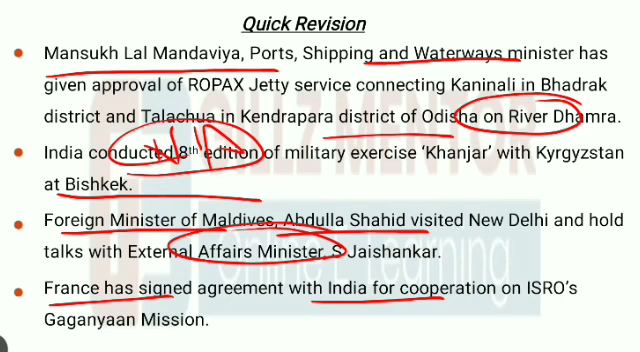 Quick Revision
Mansukh Lal Mandaviya, Ports, Shipping and Waterways minister has
given approval of ROPAX Jetty service connecting Kaninali in Bhadrak
district and Talachua in Kendrapara district of Odisha on River Dhamra.
India conducted 8th edition of military exercise ‘Khanjar’ with Kyrgyzstan
at Bishkek.
Foreign Minister of Maldives, Abdulla Shahid visited New Delhi and hold
talks with External Affairs Minister, S Jaishankar.
France has signed agreement with India for cooperation on ISRO’s
Gaganyaan Mission.